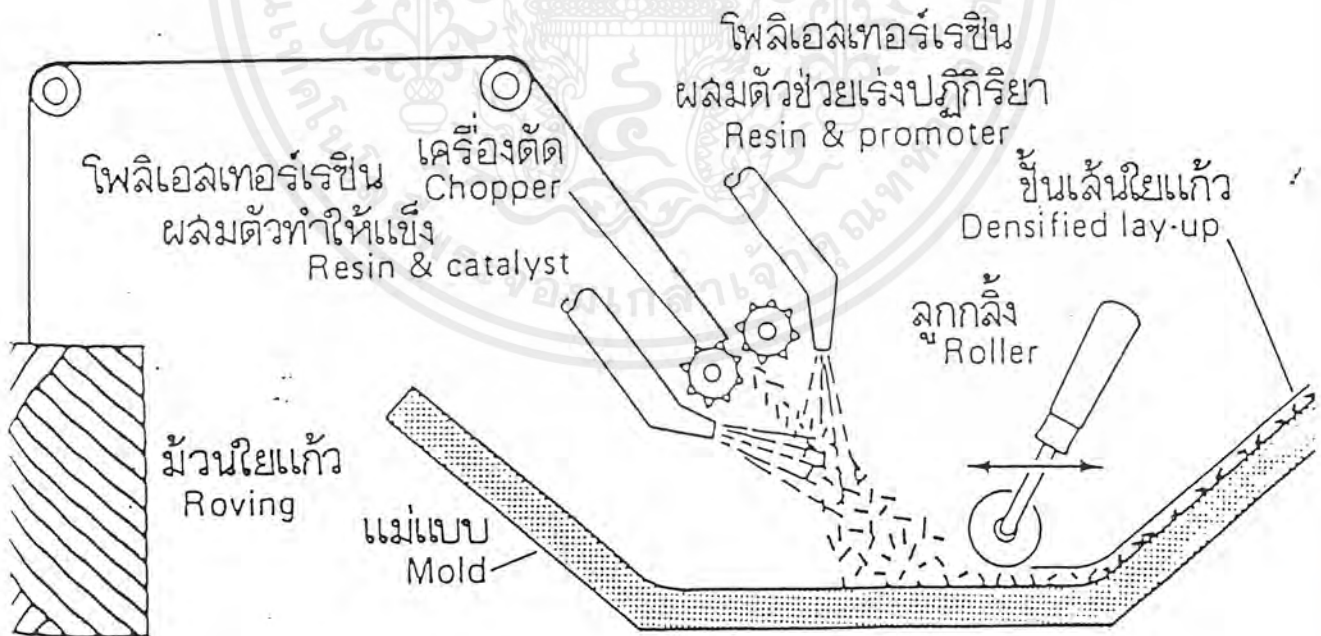 โพลิเอสเทอร์เรซิน
ผสมตัวช่วยเร่งปฏิกิริยา
Resin & promoter
เครื่องตัด
Chopper
โพลิเอสเทอร์เรซิน
ผสมตัวทำให้แข็ง
Resin & catalyst
ชั้นเส้นใยแก้ว
Densified lay-up
ลูกกลิ้ง
Roller
ม้วนใยแก้ว
Roving
แม่แบบ
Mold